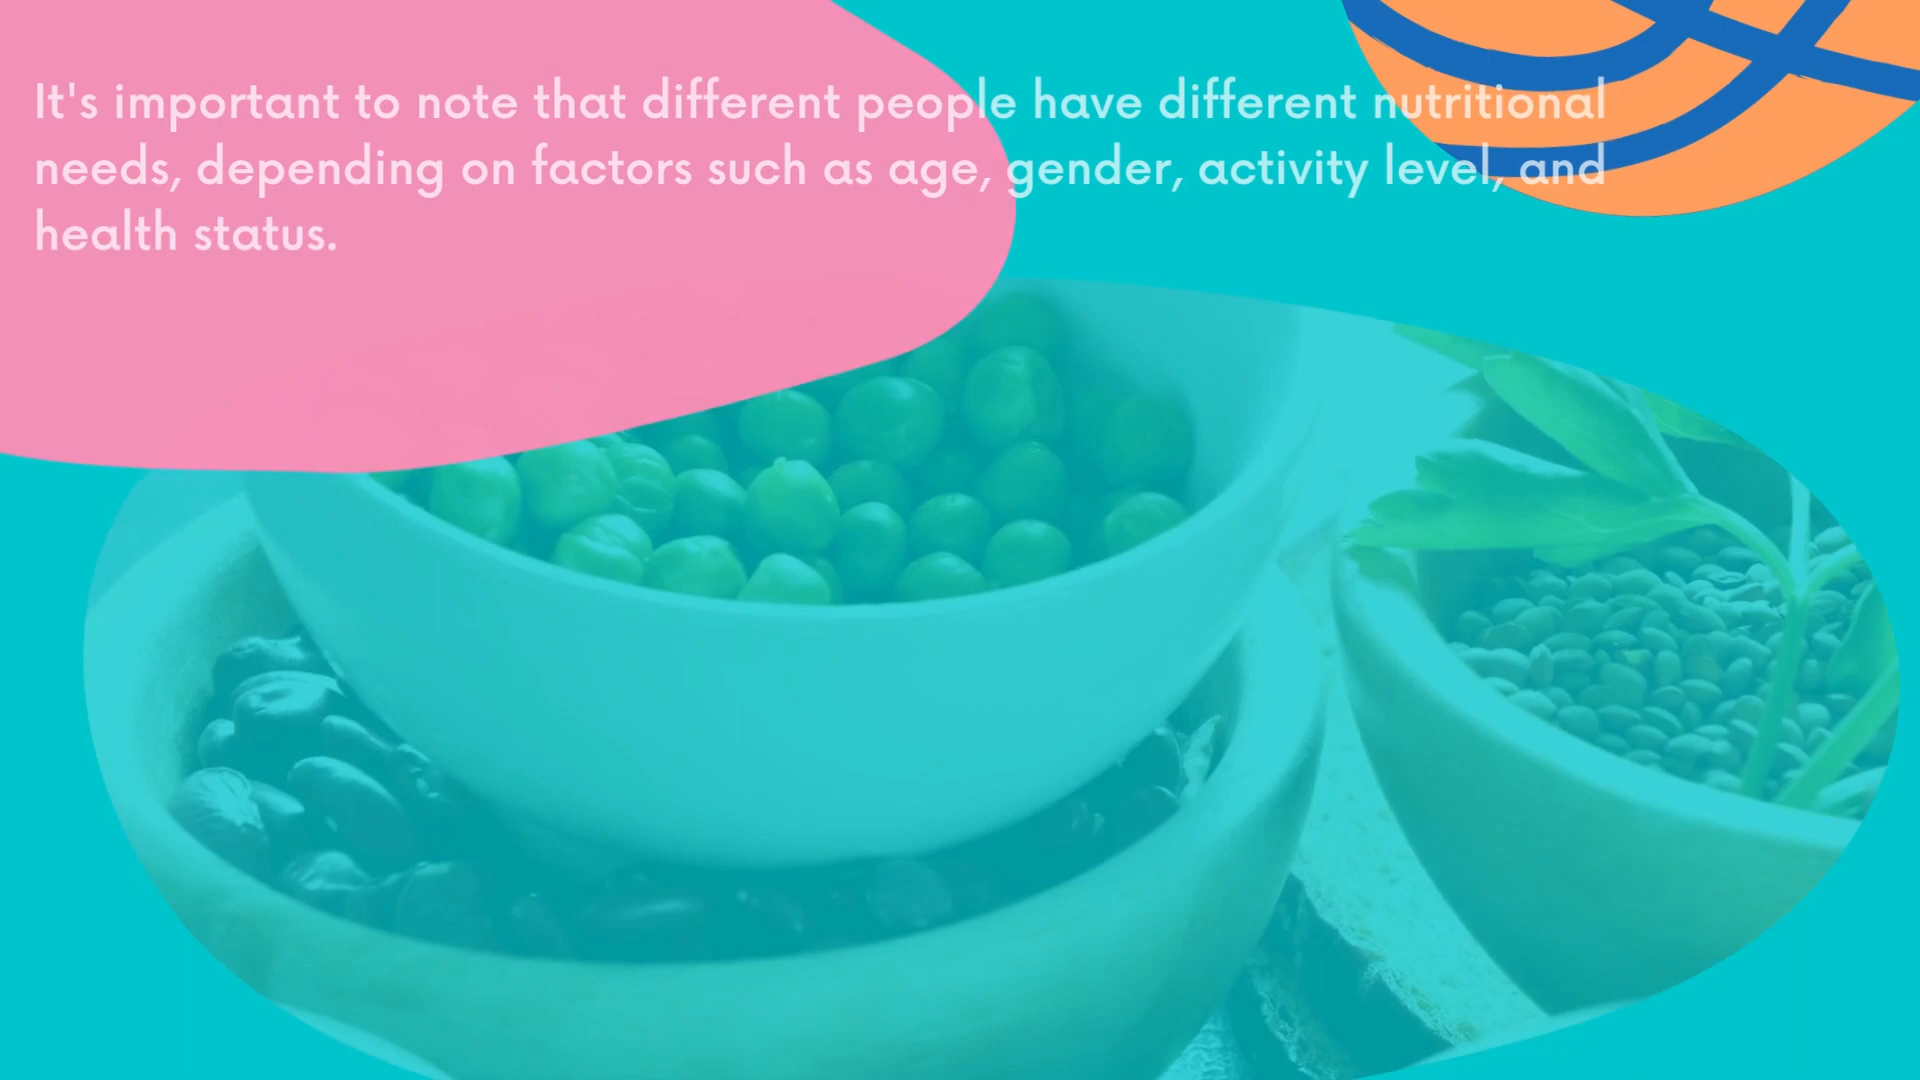 It's important to note that different people have different nutritional
needs, depending on factors such as age, gender, activity level, and
health status.